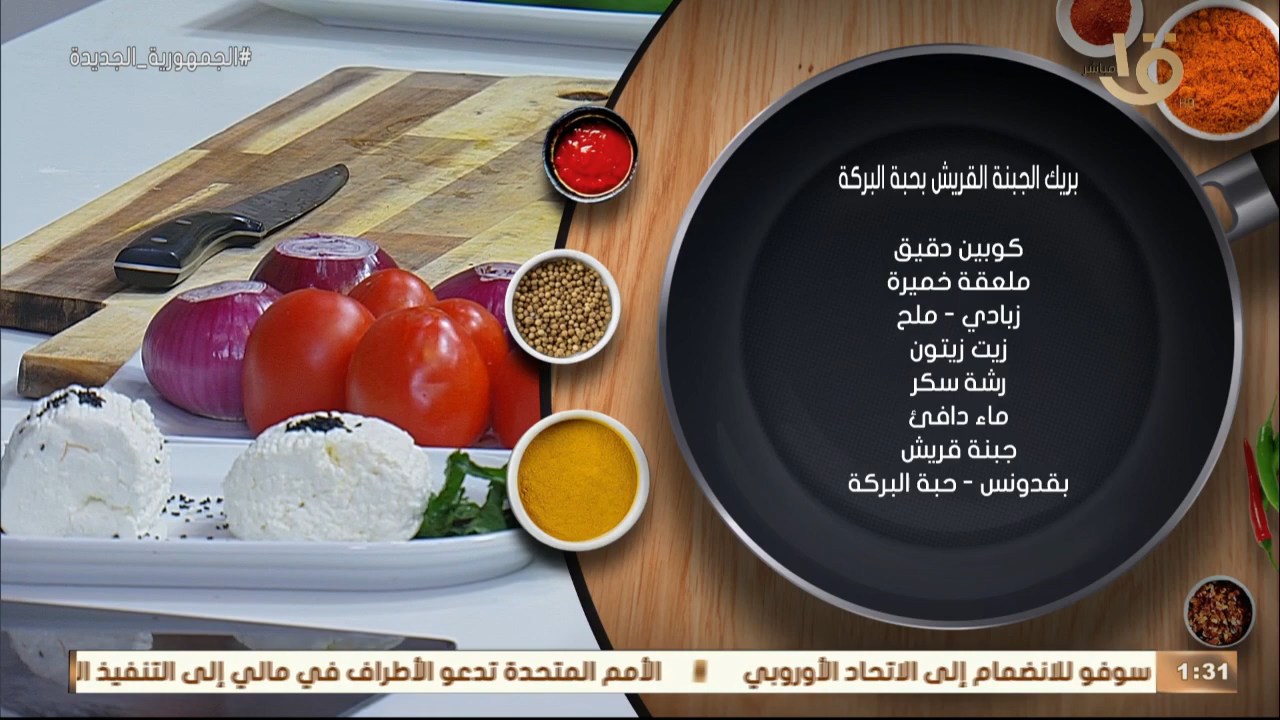 #الجمهورية_الجديدة
مباشر
HD
بريك الجبنة القريش بحبة البركة
كوبين دقيق
ملعقة خميرة
زبادي - ملح
زيت زيتون
رشة سكر
ماء دافئ
جبنة قريش
بقدونس - حبة البركة
1:31
سوفو للانضمام إلى الاتحاد الأوروبي
الأمم المتحدة تدعو الأطراف في مالي إلى التنفيذ